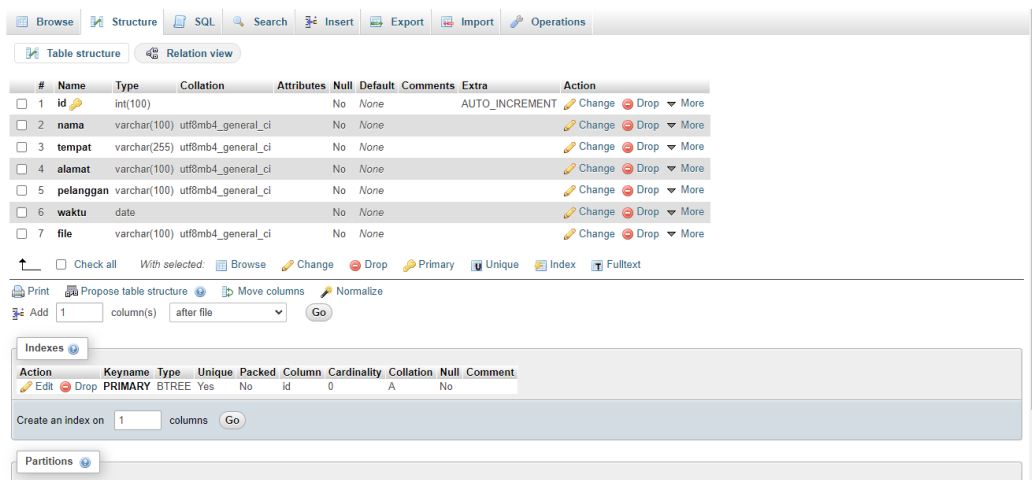 Browse Structure SQL Search Insert Export Import Operations
Table structure Relation view
# Name Type Collation Attributes Null Default Comments Extra Action
1 id int(100) No None AUTO_INCREMENT Change Drop More
2 nama varchar(100) utf8mb4_general_ci No None Change Drop More
3 tempat varchar(255) utf8mb4_general_ci No None Change Drop More
4 alamat varchar(100) utf8mb4_general_ci No None Change Drop More
5 pelanggan varchar(100) utf8mb4_general_ci No None Change Drop More
6 waktu date No None Change Drop More
7 file varchar(100) utf8mb4_general_ci No None Change Drop More
Check all With selected: Browse Change Drop Primary Unique Index Fulltext
Print Propose table structure Move columns Normalize
Add 1 column(s) after file Go
Indexes
Action Keyname Type Unique Packed Column Cardinality Collation Null Comment
Edit Drop PRIMARY BTREE Yes No id 0 A No
Create an index on 1 columns Go
Partitions